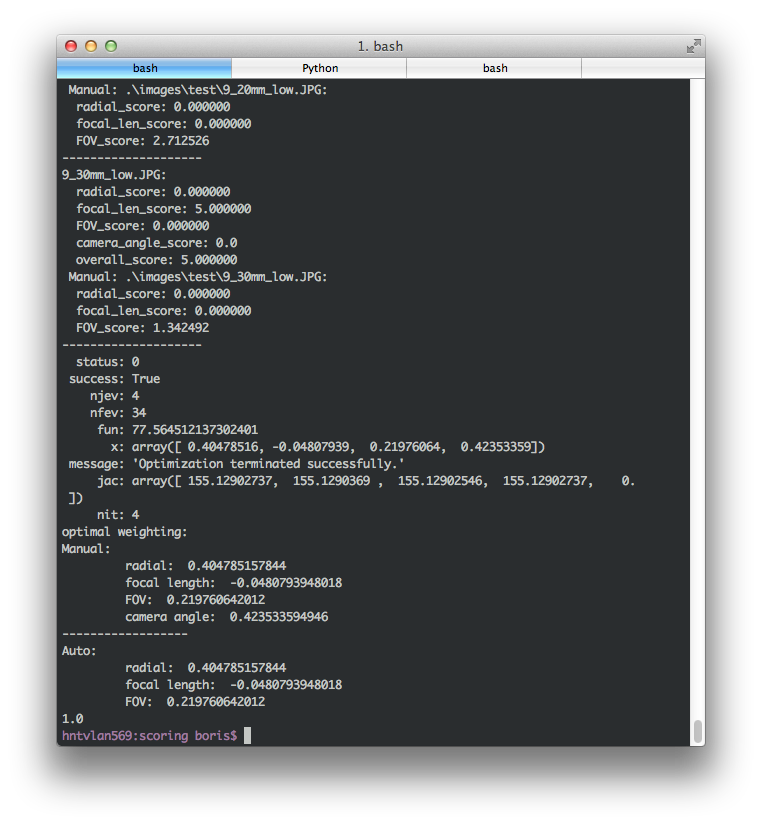 1. bash
bash Python bash
Manual: .\images\test\9_20mm_low.JPG:
radial_score: 0.000000
focal_len_score: 0.000000
FOV_score: 2.712526
--------------------
9_30mm_low.JPG:
radial_score: 0.000000
focal_len_score: 5.000000
FOV_score: 0.000000
camera_angle_score: 0.0
overall_score: 5.000000
Manual: .\images\test\9_30mm_low.JPG:
radial_score: 0.000000
focal_len_score: 0.000000
FOV_score: 1.342492
--------------------
status: 0
success: True
njev: 4
nfev: 34
fun: 77.564512137302401
x: array([ 0.40478516, -0.04807939,  0.21976064,  0.42353359])
message: 'Optimization terminated successfully.'
jac: array([ 155.12902737,  155.1290369 ,  155.12902546,  155.12902737,    0.
])
nit: 4
optimal weighting:
Manual:
radial:  0.404785157844
focal length:  -0.0480793948018
FOV:  0.219760642012
camera angle:  0.423533594946
------------------
Auto:
radial:  0.404785157844
focal length:  -0.0480793948018
FOV:  0.219760642012
1.0
hntvlan569:scoring boris$